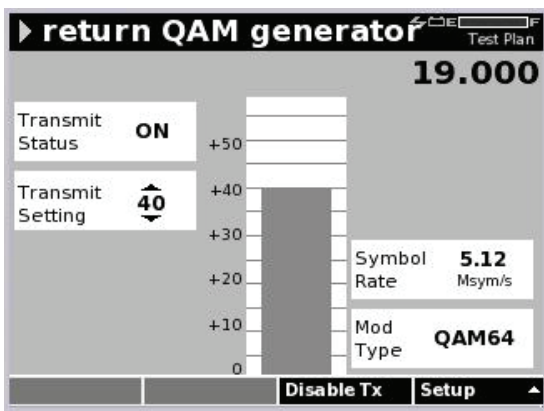 return QAM generator
E F
Test Plan
19.000
Transmit Status ON
Transmit Setting 40
+50
+40
+30
+20
+10
0
Symbol Rate 5.12 Msym/s
Mod Type QAM64
Disable Tx
Setup